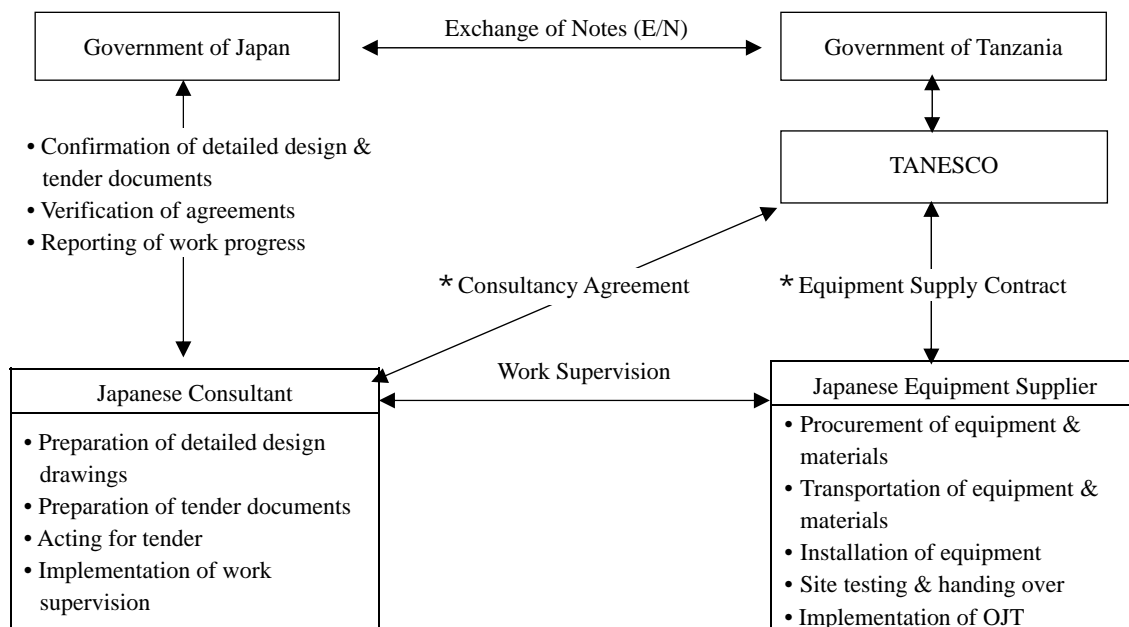 Government of Japan
Exchange of Notes (E/N)
Government of Tanzania
• Confirmation of detailed design &
tender documents
• Verification of agreements
• Reporting of work progress
TANESCO
* Consultancy Agreement
* Equipment Supply Contract
Work Supervision
Japanese Consultant
• Preparation of detailed design
drawings
• Preparation of tender documents
• Acting for tender
• Implementation of work
supervision
Japanese Equipment Supplier
• Procurement of equipment &
materials
• Transportation of equipment &
materials
• Installation of equipment
• Site testing & handing over
• Implementation of OJT